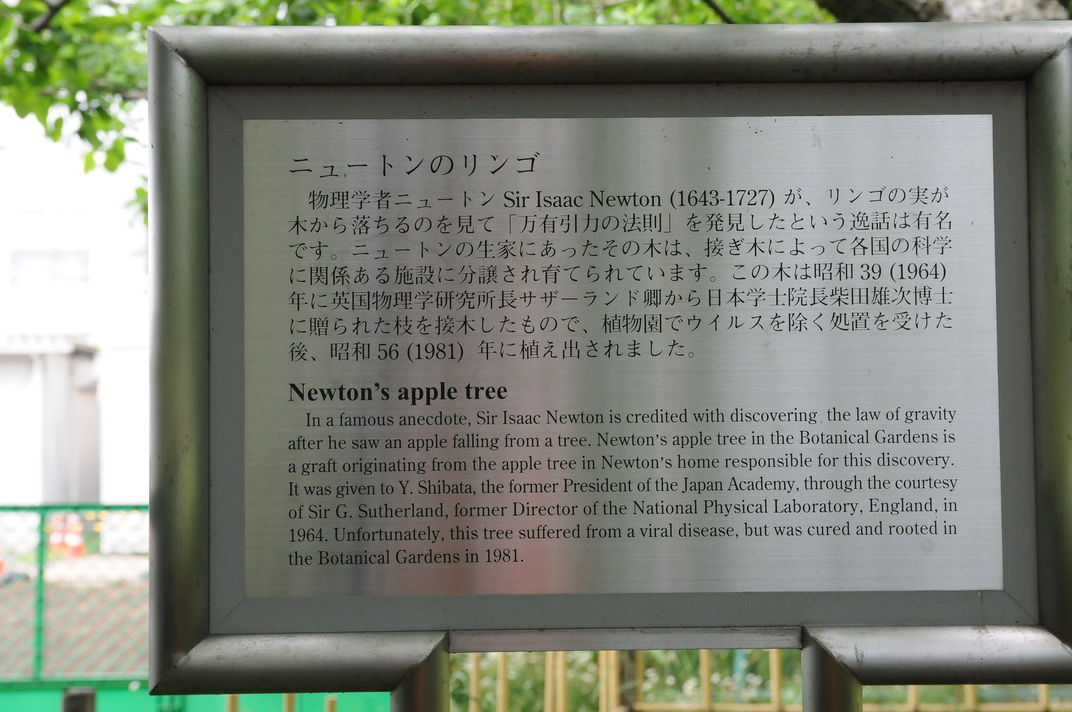 ニュートンのリンゴ
物理学者ニュートン Sir Isaac Newton (1643-1727) が、リンゴの実が
木から落ちるのを見て「万有引力の法則」を発見したという逸話は有名
です。ニュートンの生家にあったその木は、接ぎ木によって各国の科学
に関係ある施設に分譲され育てられています。この木は昭和 39 (1964)
年に英国物理学研究所長サザーランド卿から日本学士院長柴田雄次博士
に贈られた枝を接木したもので、植物園でウイルスを除く処置を受けた
後、昭和 56 (1981) 年に植え出されました。
Newton's apple tree
In a famous anecdote, Sir Isaac Newton is credited with discovering the law of gravity
after he saw an apple falling from a tree. Newton's apple tree in the Botanical Gardens is
a graft originating from the apple tree in Newton's home responsible for this discovery.
It was given to Y. Shibata, the former President of the Japan Academy, through the courtesy
of Sir G. Sutherland, former Director of the National Physical Laboratory, England, in
1964. Unfortunately, this tree suffered from a viral disease, but was cured and rooted in
the Botanical Gardens in 1981.